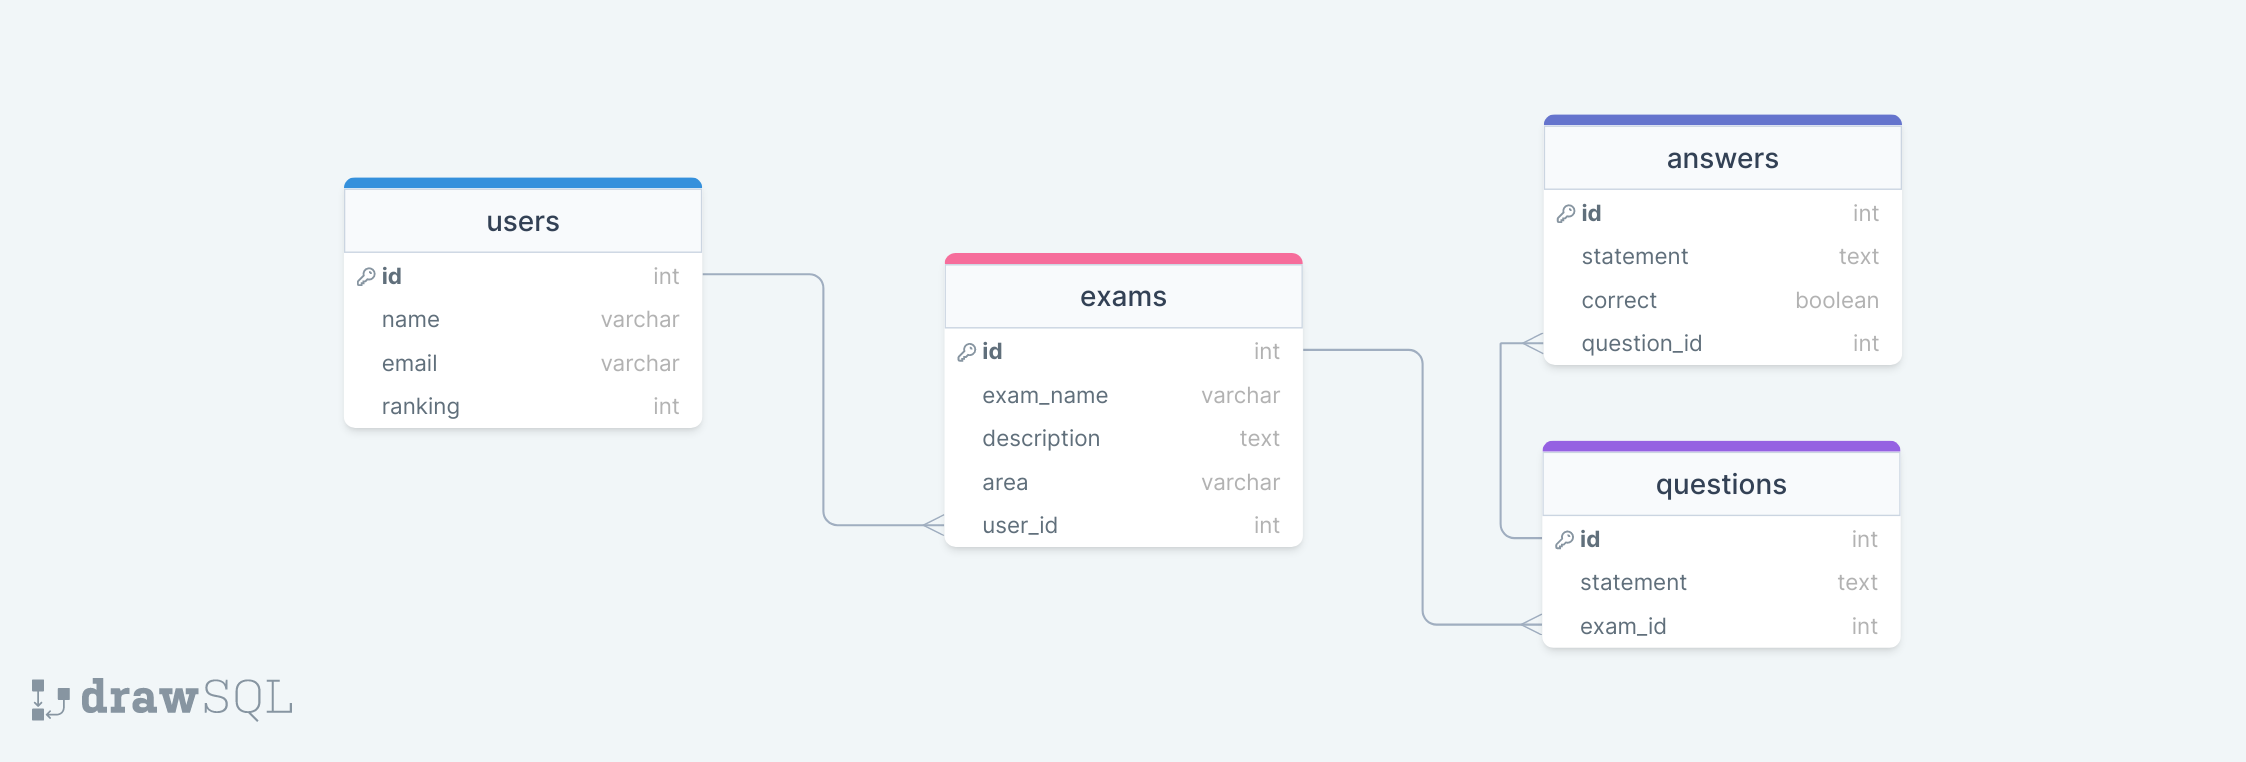 users
id int
name varchar
email varchar
ranking int
exams
id int
exam_name varchar
description text
area varchar
user_id int
answers
id int
statement text
correct boolean
question_id int
questions
id int
statement text
exam_id int
drawSQL